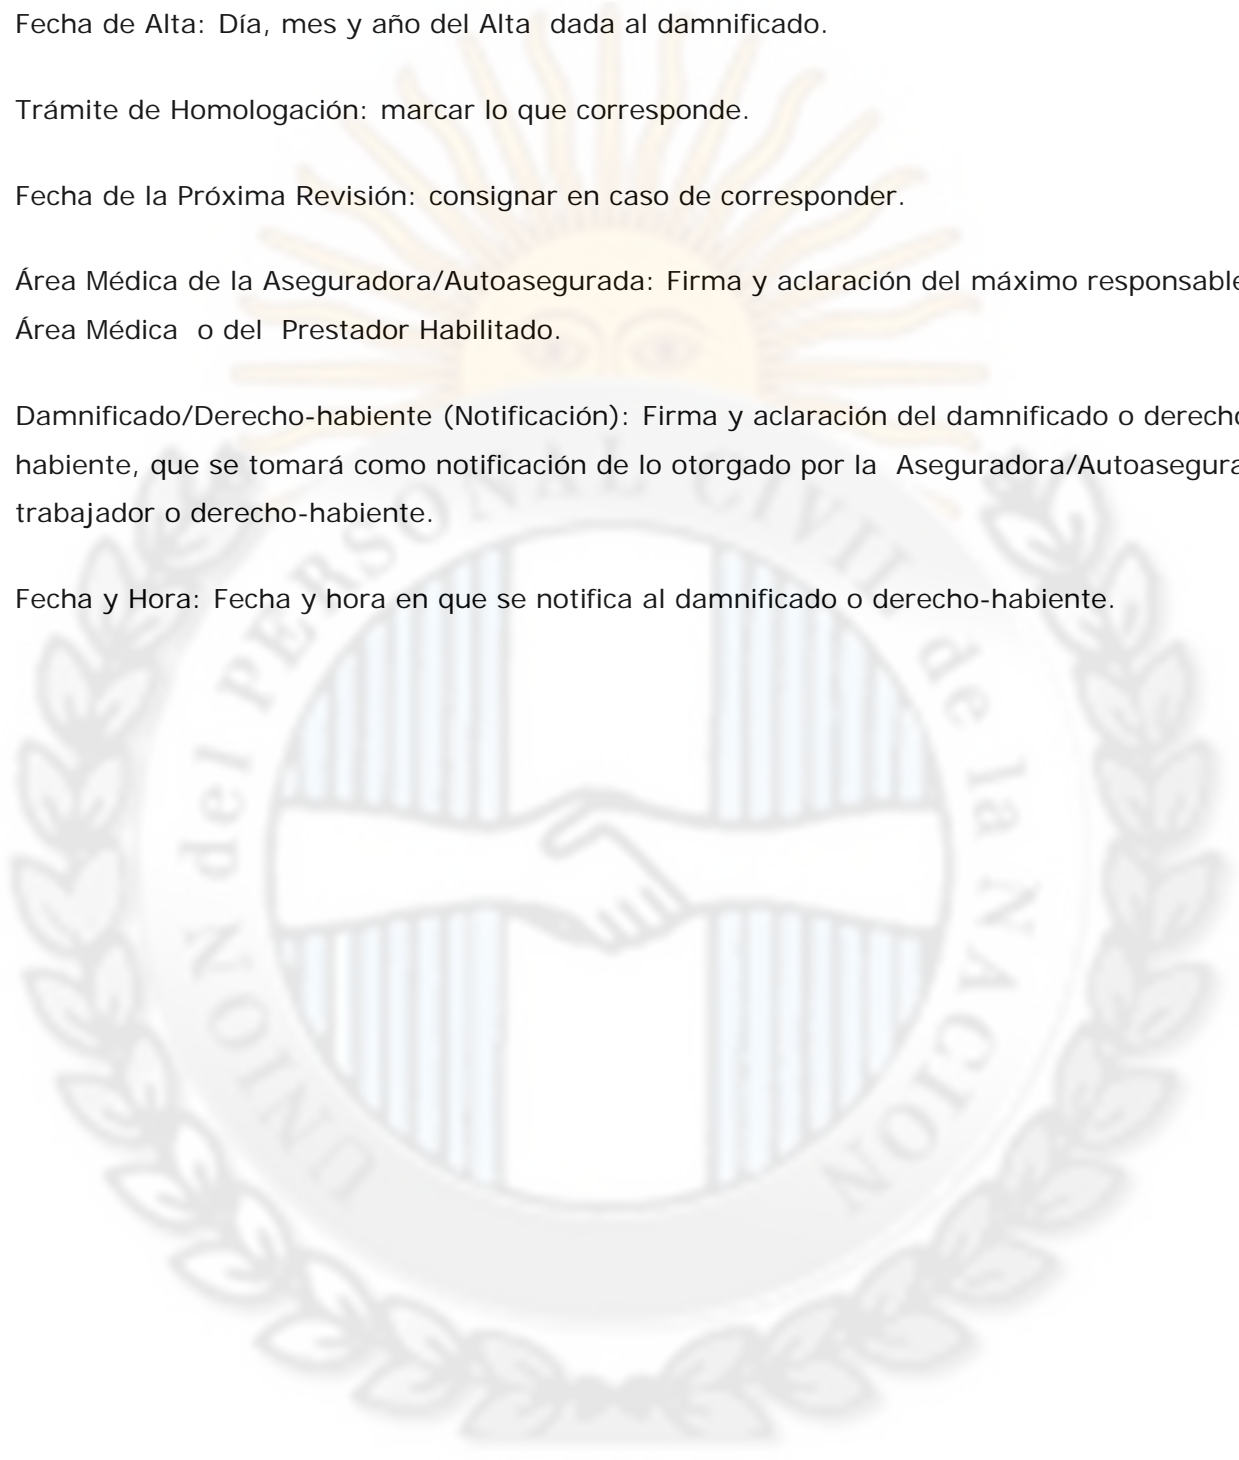 Fecha de Alta: Día, mes y año del Alta dada al damnificado.
Trámite de Homologación: marcar lo que corresponde.
Fecha de la Próxima Revisión: consignar en caso de corresponder.
Área Médica de la Aseguradora/Autoasegurada: Firma y aclaración del máximo responsable
Área Médica o del Prestador Habilitado.
Damnificado/Derecho-habiente (Notificación): Firma y aclaración del damnificado o derecho
habiente, que se tomará como notificación de lo otorgado por la Aseguradora/Autoasegura
trabajador o derecho-habiente.
Fecha y Hora: Fecha y hora en que se notifica al damnificado o derecho-habiente.
UNION del PERSONAL CIVIL de la NACION